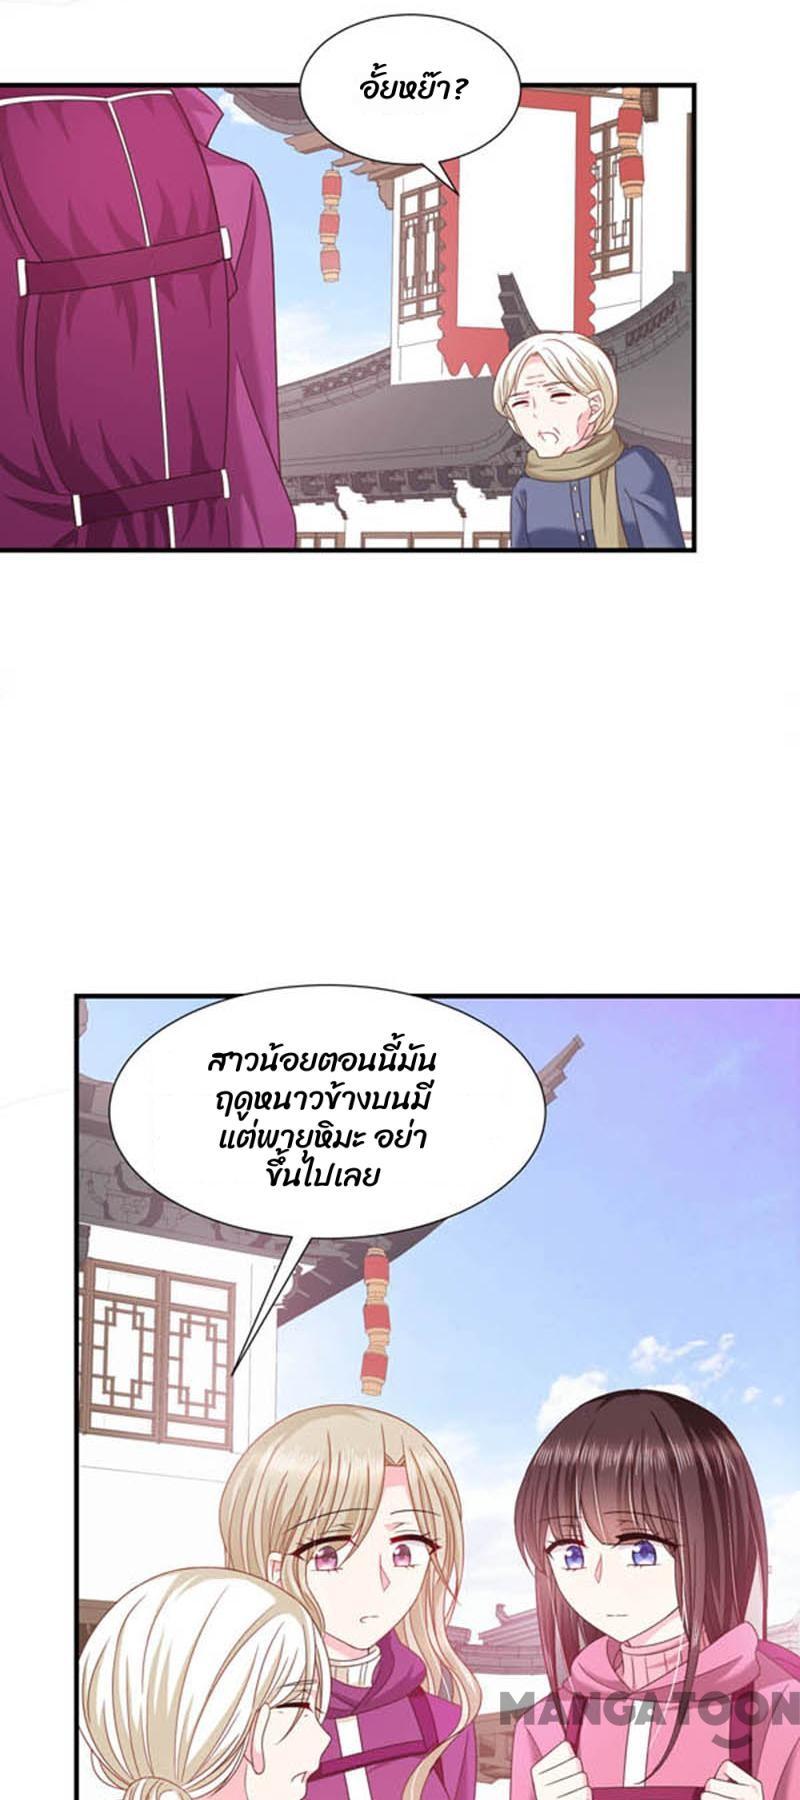 อั้ยหย๊า?
สาวน้อยตอนนี้มัน
ฤดูหนาวข้างบนมี
แต่พายุหิมะ อย่า
ขึ้นไปเลย
MANGATOON